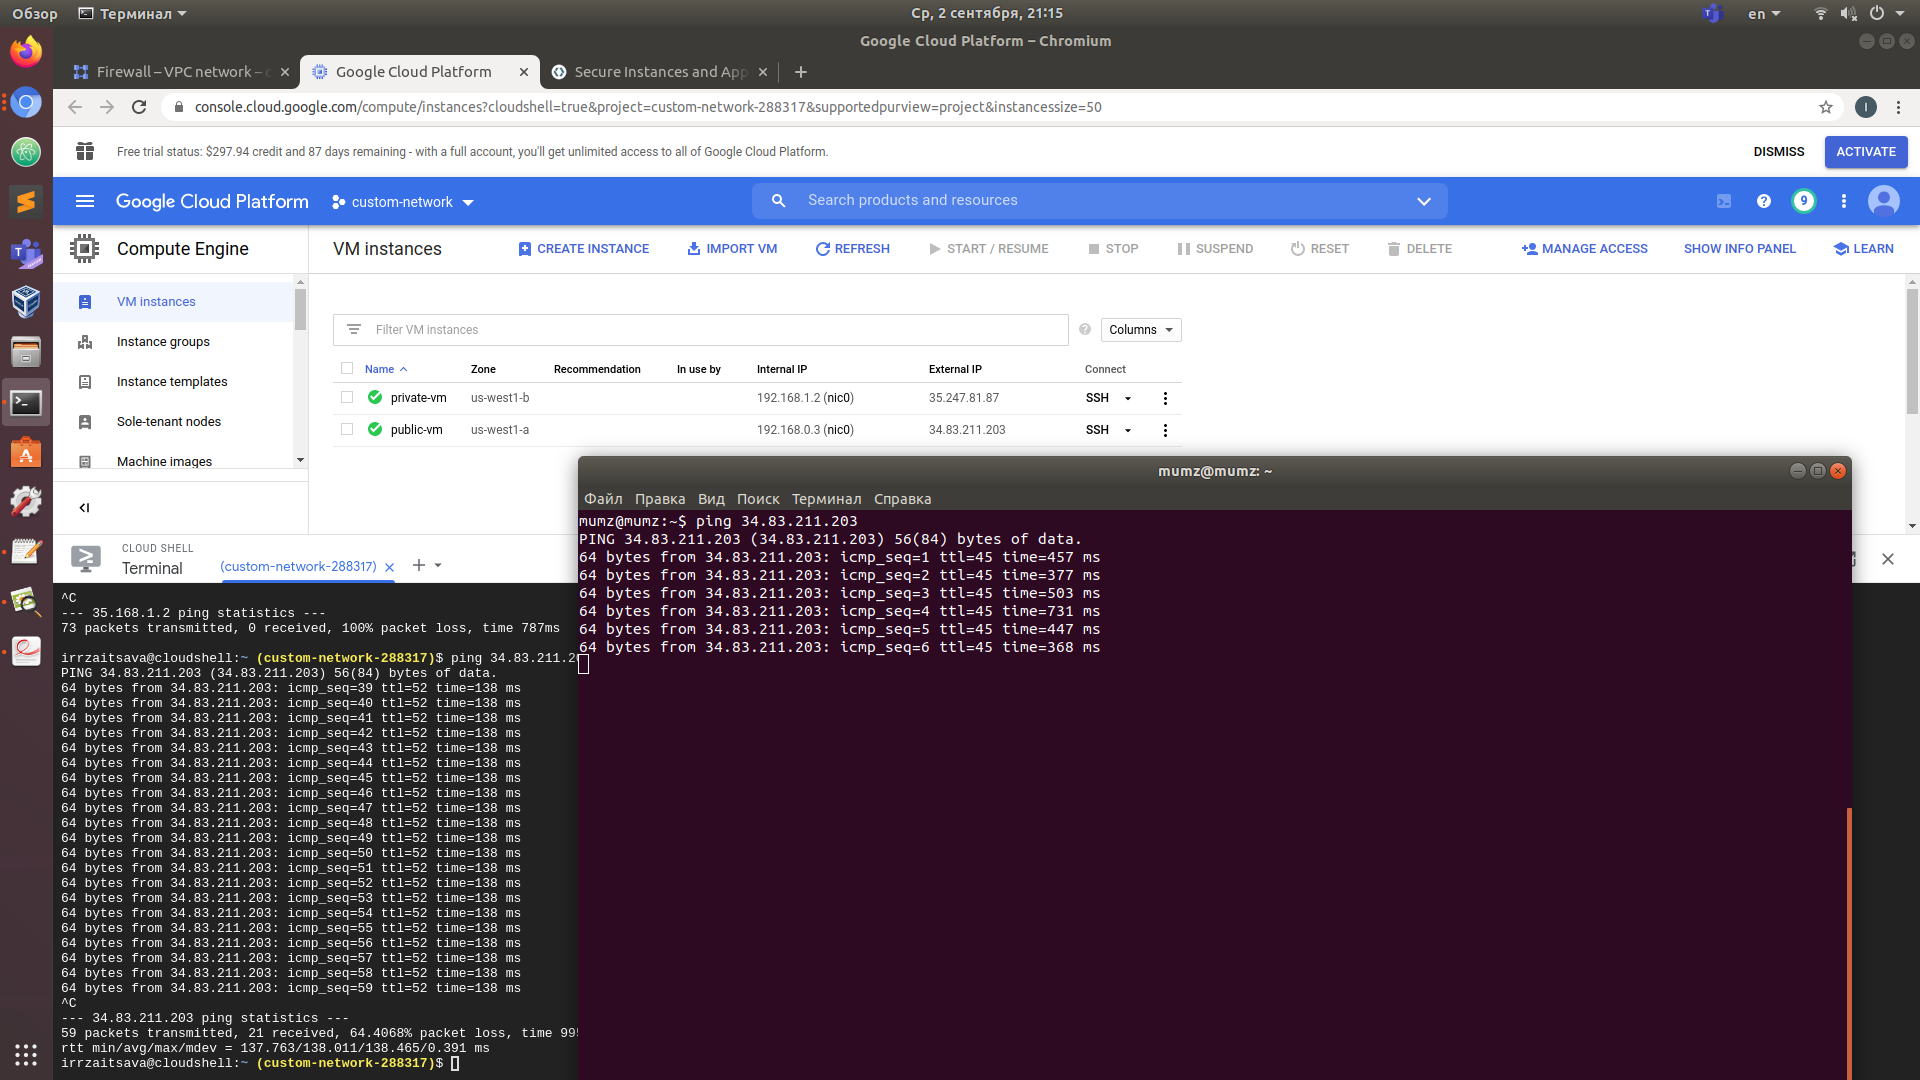 Обзор
Терминал
Ср, 2 сентября, 21:15
en
Google Cloud Platform – Chromium
Firewall – VPC network – c
Google Cloud Platform
Secure Instances and App
console.cloud.google.com/compute/instances?cloudshell=true&project=custom-network-288317&supportedpurview=project&instancessize=50
I
Free trial status: $297.94 credit and 87 days remaining - with a full account, you'll get unlimited access to all of Google Cloud Platform.
DISMISS
ACTIVATE
Google Cloud Platform
custom-network
Search products and resources
9
Compute Engine
VM instances
CREATE INSTANCE
IMPORT VM
REFRESH
START / RESUME
STOP
SUSPEND
RESET
DELETE
MANAGE ACCESS
SHOW INFO PANEL
LEARN
VM instances
Instance groups
Instance templates
Sole-tenant nodes
Machine images
Filter VM instances
Columns
Name Zone Recommendation In use by Internal IP External IP Connect
private-vm us-west1-b 192.168.1.2 (nic0) 35.247.81.87 SSH
public-vm us-west1-a 192.168.0.3 (nic0) 34.83.211.203 SSH
CLOUD SHELL
Terminal
(custom-network-288317)
^C
--- 35.168.1.2 ping statistics ---
73 packets transmitted, 0 received, 100% packet loss, time 787ms
irrzaitsava@cloudshell:~ (custom-network-288317)$ ping 34.83.211.2
PING 34.83.211.203 (34.83.211.203) 56(84) bytes of data.
64 bytes from 34.83.211.203: icmp_seq=39 ttl=52 time=138 ms
64 bytes from 34.83.211.203: icmp_seq=40 ttl=52 time=138 ms
64 bytes from 34.83.211.203: icmp_seq=41 ttl=52 time=138 ms
64 bytes from 34.83.211.203: icmp_seq=42 ttl=52 time=138 ms
64 bytes from 34.83.211.203: icmp_seq=43 ttl=52 time=138 ms
64 bytes from 34.83.211.203: icmp_seq=44 ttl=52 time=138 ms
64 bytes from 34.83.211.203: icmp_seq=45 ttl=52 time=138 ms
64 bytes from 34.83.211.203: icmp_seq=46 ttl=52 time=138 ms
64 bytes from 34.83.211.203: icmp_seq=47 ttl=52 time=138 ms
64 bytes from 34.83.211.203: icmp_seq=48 ttl=52 time=138 ms
64 bytes from 34.83.211.203: icmp_seq=49 ttl=52 time=138 ms
64 bytes from 34.83.211.203: icmp_seq=50 ttl=52 time=138 ms
64 bytes from 34.83.211.203: icmp_seq=51 ttl=52 time=138 ms
64 bytes from 34.83.211.203: icmp_seq=52 ttl=52 time=138 ms
64 bytes from 34.83.211.203: icmp_seq=53 ttl=52 time=138 ms
64 bytes from 34.83.211.203: icmp_seq=54 ttl=52 time=138 ms
64 bytes from 34.83.211.203: icmp_seq=55 ttl=52 time=138 ms
64 bytes from 34.83.211.203: icmp_seq=56 ttl=52 time=138 ms
64 bytes from 34.83.211.203: icmp_seq=57 ttl=52 time=138 ms
64 bytes from 34.83.211.203: icmp_seq=58 ttl=52 time=138 ms
64 bytes from 34.83.211.203: icmp_seq=59 ttl=52 time=138 ms
^C
--- 34.83.211.203 ping statistics ---
59 packets transmitted, 21 received, 64.4068% packet loss, time 99
rtt min/avg/max/mdev = 137.763/138.011/138.465/0.391 ms
irrzaitsava@cloudshell:~ (custom-network-288317)$
mumz@mumz: ~
Файл Правка Вид Поиск Терминал Справка
mumz@mumz:~$ ping 34.83.211.203
PING 34.83.211.203 (34.83.211.203) 56(84) bytes of data.
64 bytes from 34.83.211.203: icmp_seq=1 ttl=45 time=457 ms
64 bytes from 34.83.211.203: icmp_seq=2 ttl=45 time=377 ms
64 bytes from 34.83.211.203: icmp_seq=3 ttl=45 time=503 ms
64 bytes from 34.83.211.203: icmp_seq=4 ttl=45 time=731 ms
64 bytes from 34.83.211.203: icmp_seq=5 ttl=45 time=447 ms
64 bytes from 34.83.211.203: icmp_seq=6 ttl=45 time=368 ms